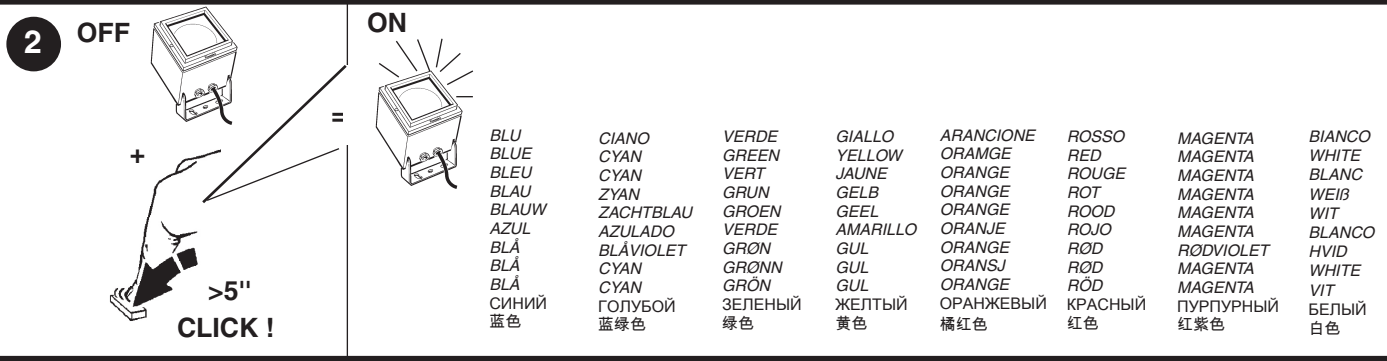 2 OFF ON
+ =
>5"
CLICK !
BLU CIANO VERDE GIALLO ARANCIONE ROSSO MAGENTA BIANCO
BLUE CYAN GREEN YELLOW ORAMGE RED MAGENTA WHITE
BLEU CYAN VERT JAUNE ORANGE ROUGE MAGENTA BLANC
BLAU ZYAN GRUN GELB ORANGE ROT MAGENTA WEIß
BLAUW ZACHTBLAU GROEN GEEL ORANGE ROOD MAGENTA WIT
AZUL AZULADO VERDE AMARILLO ORANJE ROJO MAGENTA BLANCO
BLÅ BLÅVIOLET GRØN GUL ORANGE RØD RØDVIOLET HVID
BLÅ CYAN GRØNN GUL ORANSJ RØD MAGENTA WHITE
BLÅ CYAN GRÖN GUL ORANGE RÖD MAGENTA VIT
СИНИЙ ГОЛУБОЙ ЗЕЛЕНЫЙ ЖЕЛТЫЙ ОРАНЖЕВЫЙ КРАСНЫЙ ПУРПУРНЫЙ БЕЛЫЙ
蓝色 蓝绿色 绿色 黄色 橘红色 红色 红紫色 白色